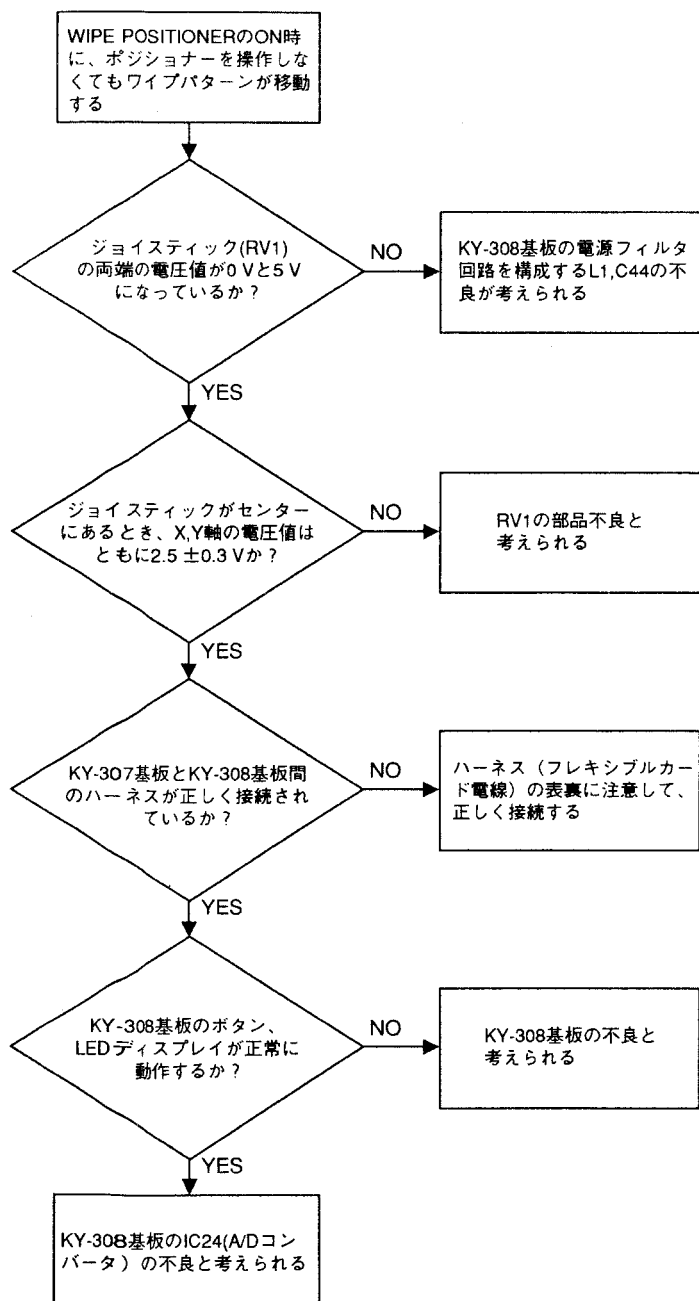 WIPE POSITIONERのON時
に、ポジショナーを操作しな
くてもワイプパターンが移動
する
ジョイスティック(RV1)
の両端の電圧値が0 Vと5 V
になっているか？
NO
KY-308基板の電源フィルタ
回路を構成するL1,C44の不
良が考えられる
YES
ジョイスティックがセンター
にあるとき、X,Y軸の電圧値は
ともに2.5 ±0.3 Vか？
NO
RV1の部品不良と
考えられる
YES
KY-307基板とKY-308基板間
のハーネスが正しく接続され
ているか？
NO
ハーネス（フレキシブルカー
ド電線）の表裏に注意して、
正しく接続する
YES
KY-308基板のボタン、
LEDディスプレイが正常に
動作するか？
NO
KY-308基板の不良と
考えられる
YES
KY-308基板のIC24(A/Dコン
バータ）の不良と考えられる